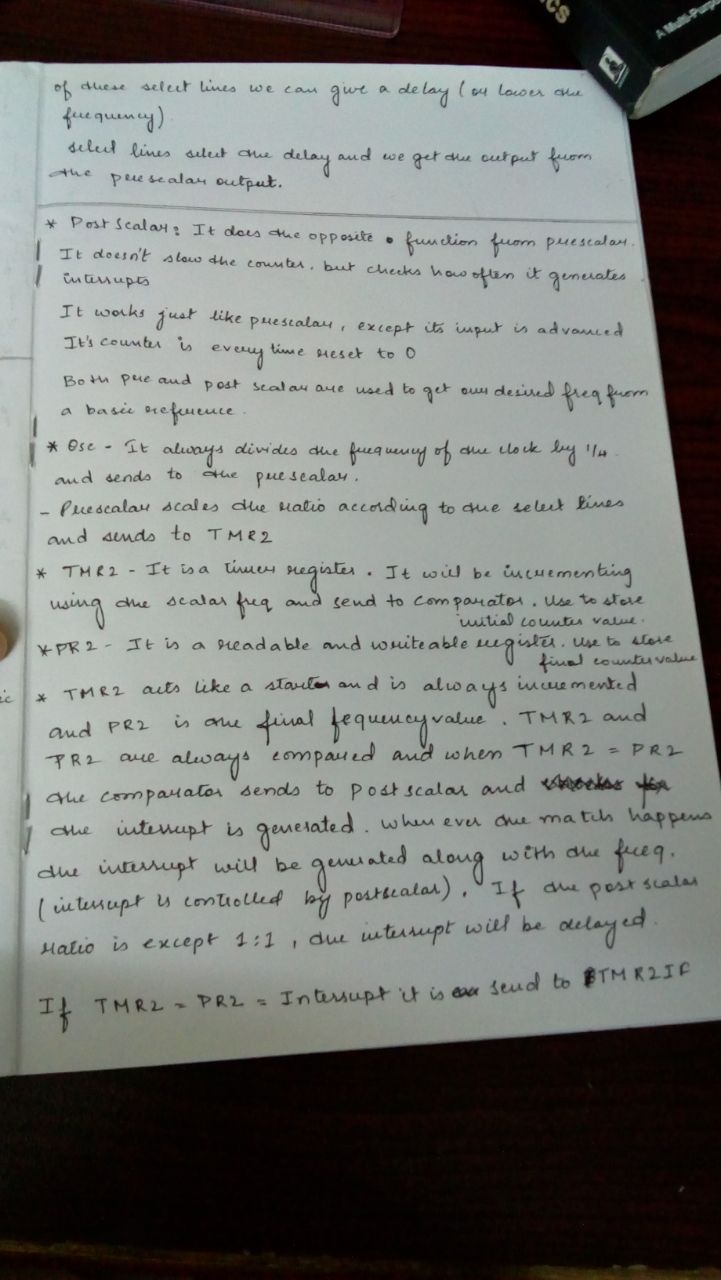 CS
A Multi-Purp
of these select lines we can give a delay (or lower the
frequency)
select lines select the delay and we get the output from
the prescalar output.
* Post Scalar: It does the opposite function from prescalar.
It doesn't slow the counter, but checks how often it generates
interrupts
It works just like prescalar, except its input is advanced
It's counter is every time reset to 0
Both pre and post scalar are used to get our desired freq from
a basic reference.
* Osc - It always divides the frequency of the clock by 1/4.
and sends to the prescalar.
- Prescalar scales the ratio according to the select lines
and sends to TMR2
* TMR2 - It is a timer register. It will be incrementing
using the scalar freq and send to comparator. Use to store
initial counter value.
* PR2 - It is a readable and writeable register. Use to store
final counter value
* TMR2 acts like a starter and is always incremented
and PR2 is the final fequency value. TMR2 and
PR2 are always compared and when TMR2 = PR2
the comparator sends to post scalar and
the interrupt is generated. When ever the match happens
the interrupt will be generated along with the freq.
(interrupt is controlled by postscalar). If the post scalar
ratio is except 1:1, the interrupt will be delayed.
If TMR2 = PR2 = Interrupt it is send to TMR2IF